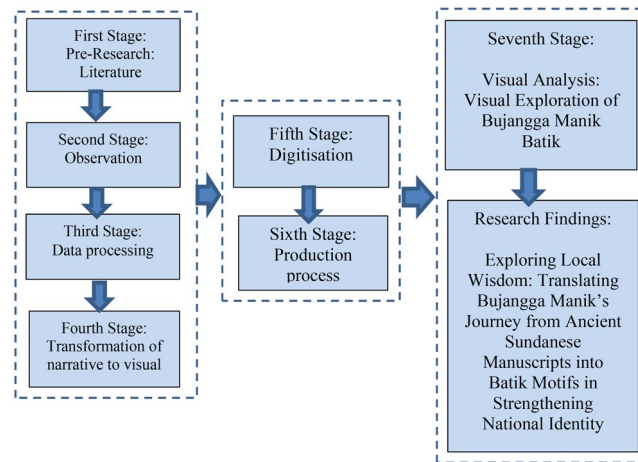 First Stage:
Pre-Research:
Literature
Second Stage:
Observation
Third Stage:
Data processing
Fourth Stage:
Transformation of
narrative to visual
Fifth Stage:
Digitisation
Sixth Stage:
Production
process
Seventh Stage:
Visual Analysis:
Visual Exploration of
Bujangga Manik
Batik
Research Findings:
Exploring Local
Wisdom: Translating
Bujangga Manik's
Journey from Ancient
Sundanese
Manuscripts into
Batik Motifs in
Strengthening
National Identity